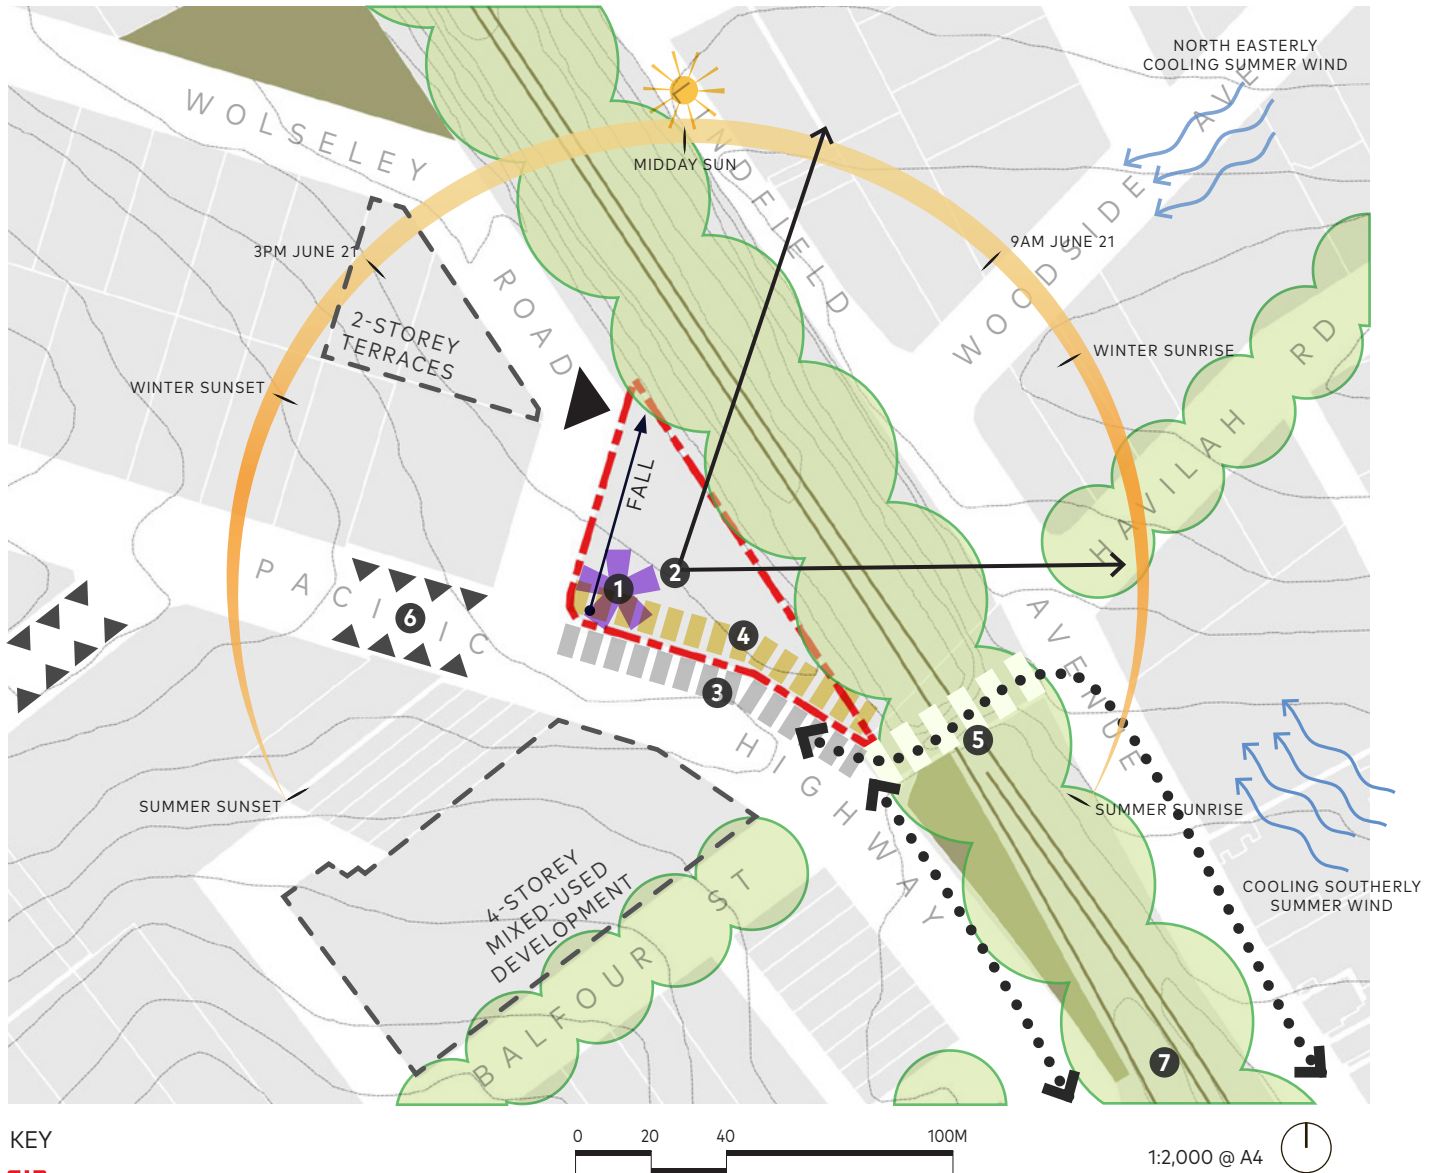 NORTH EASTERLY
COOLING SUMMER WIND
WOLSELEY
ROAD
LINDFIELD
AVENUE
WOODSIDE AVE
HAVILAH RD
MIDDAY SUN
3PM JUNE 21
9AM JUNE 21
2-STOREY
TERRACES
WINTER SUNRISE
WINTER SUNSET
FALL
1
2
3
4
5
6
7
PACIFIC
HIGHWAY
SUMMER SUNSET
SUMMER SUNRISE
4-STOREY
MIXED-USED
DEVELOPMENT
BALFOUR ST
COOLING SOUTHERLY
SUMMER WIND
KEY
0 20 40 100M
1:2,000 @ A4